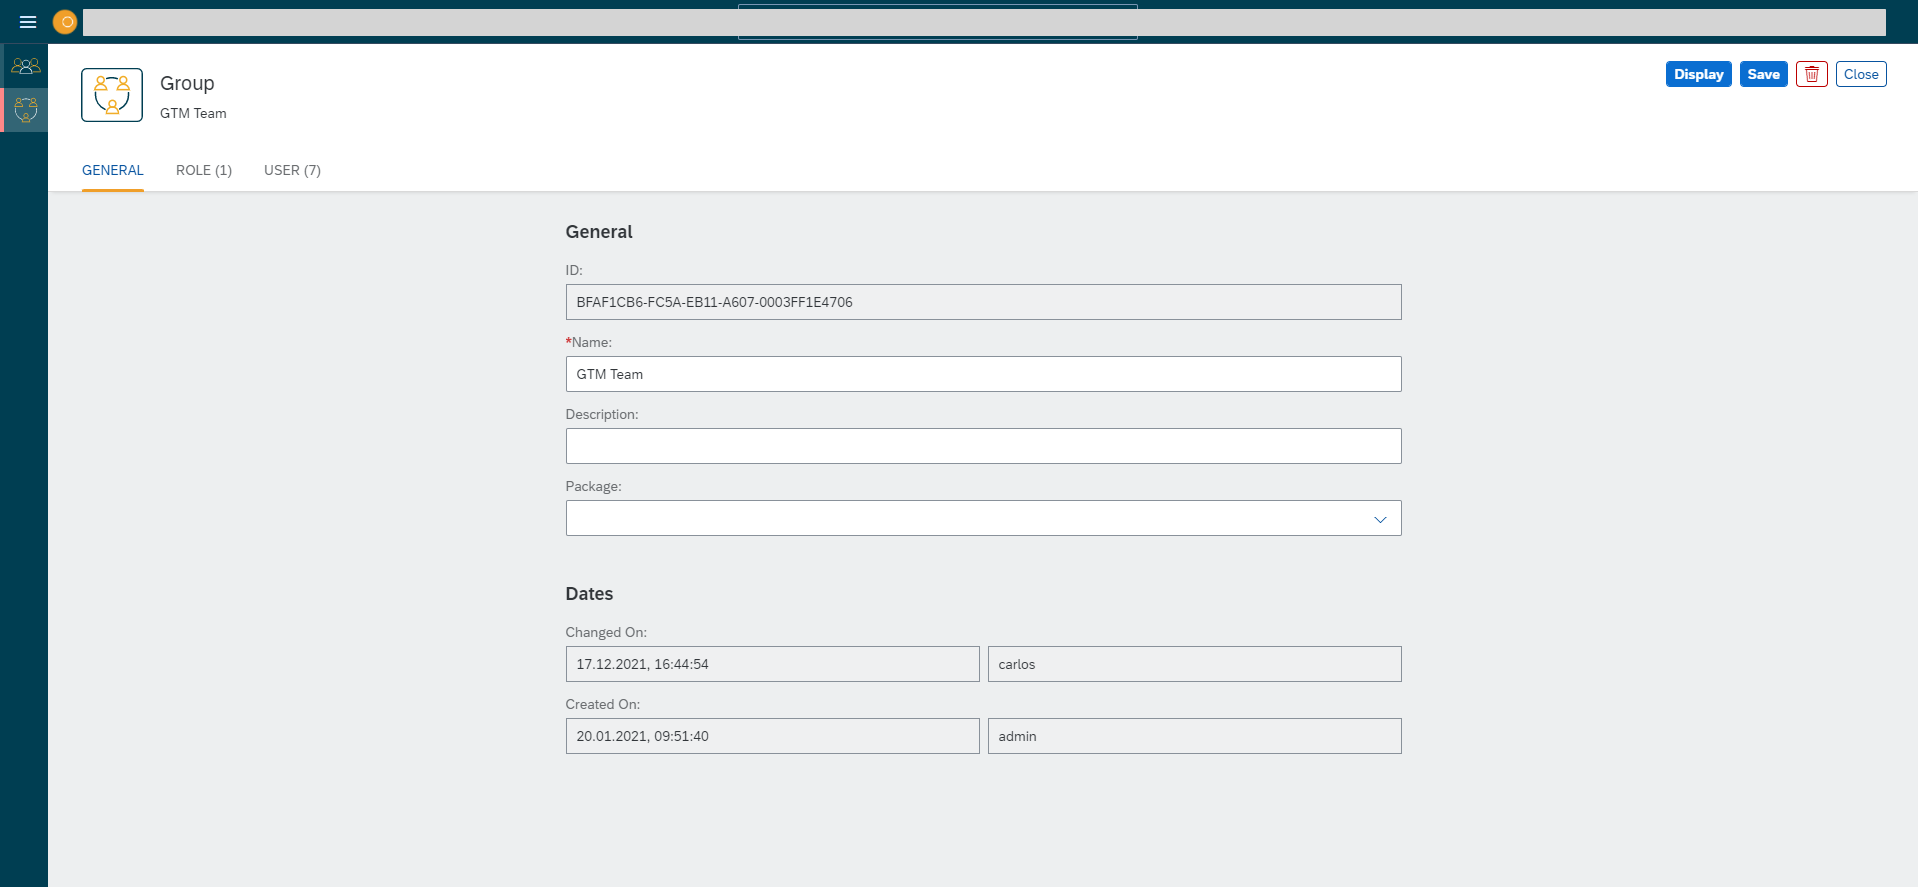 Group
GTM Team
Display Save Close
GENERAL ROLE (1) USER (7)
General
ID:
BFAF1CB6-FC5A-EB11-A607-0003FF1E4706
*Name:
GTM Team
Description:
Package:
Dates
Changed On:
17.12.2021, 16:44:54 carlos
Created On:
20.01.2021, 09:51:40 admin